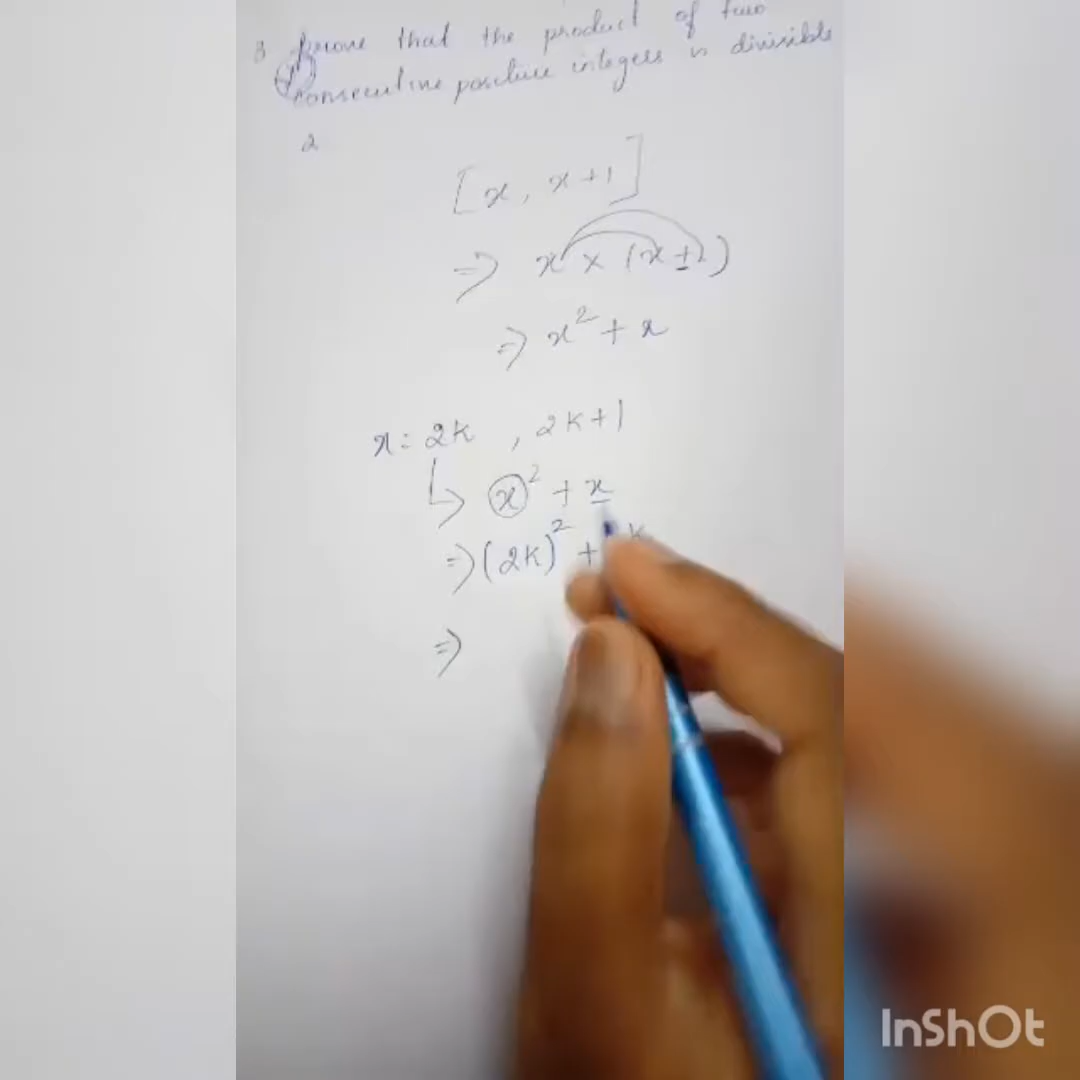 3 Prove that the product of two
consecutive positive integers is divisible
2
[x, x+1]
⇒ x × (x+1)
⇒ x² + x
x = 2k , 2k+1
↳ x² + x
⇒ (2k)² + k
⇒
InShOt